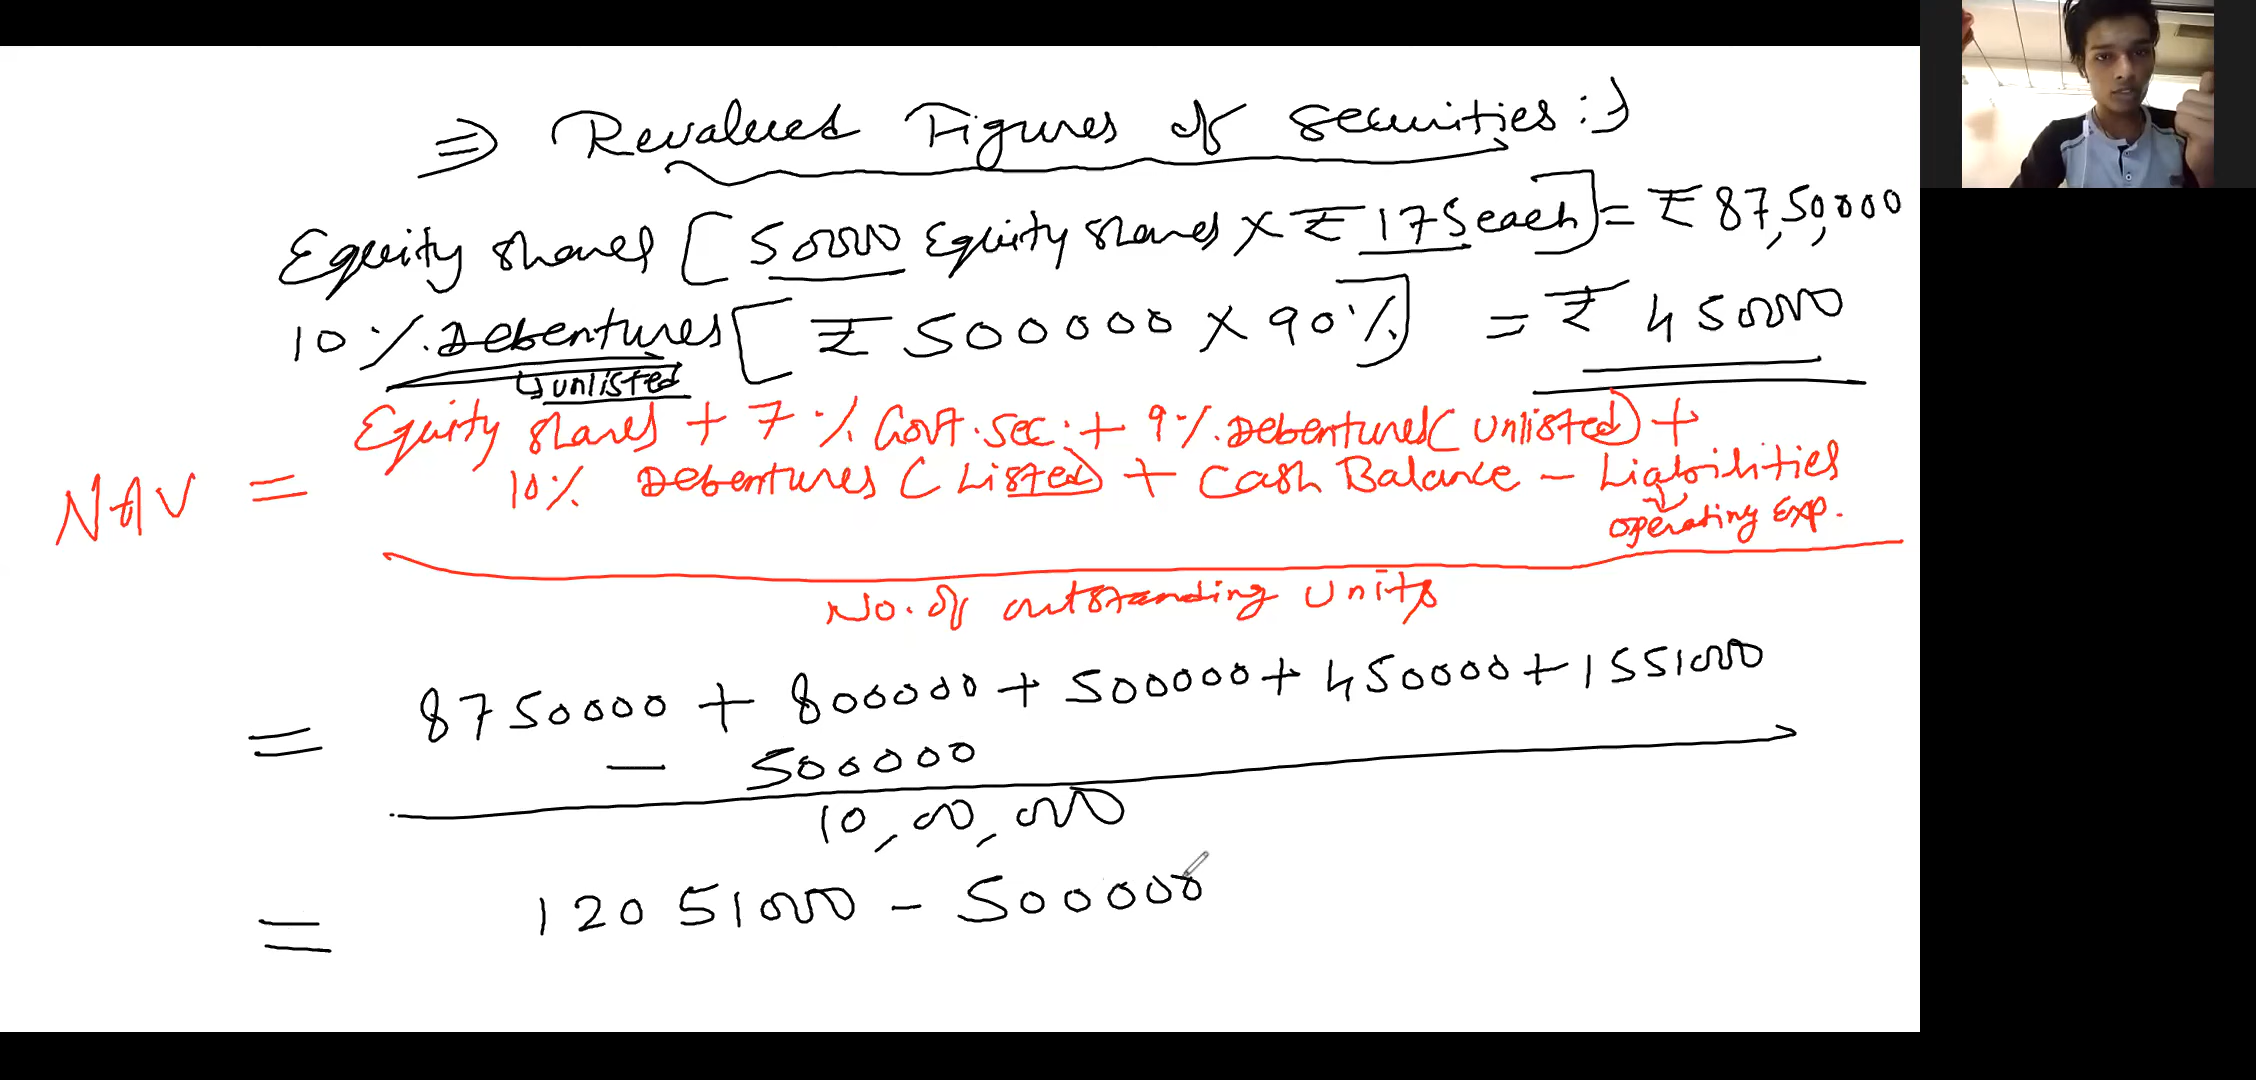 ⇒ Revalued Figures of securities :→
Equity shares [50000 Equity shares × ₹ 175 each] = ₹ 87,50,000
10 % Debentures [₹ 500000 × 90%] = ₹ 450000
↳ unlisted
Equity shares + 7 % Govt. sec. + 9 % Debentures (unlisted) +
NAV = 10% Debentures (Listed) + Cash Balance – Liabilities
operating Exp.
No. of outstanding units
= 8750000 + 800000 + 500000 + 450000 + 1551000
– 500000
10,00,000
= 12051000 – 500000